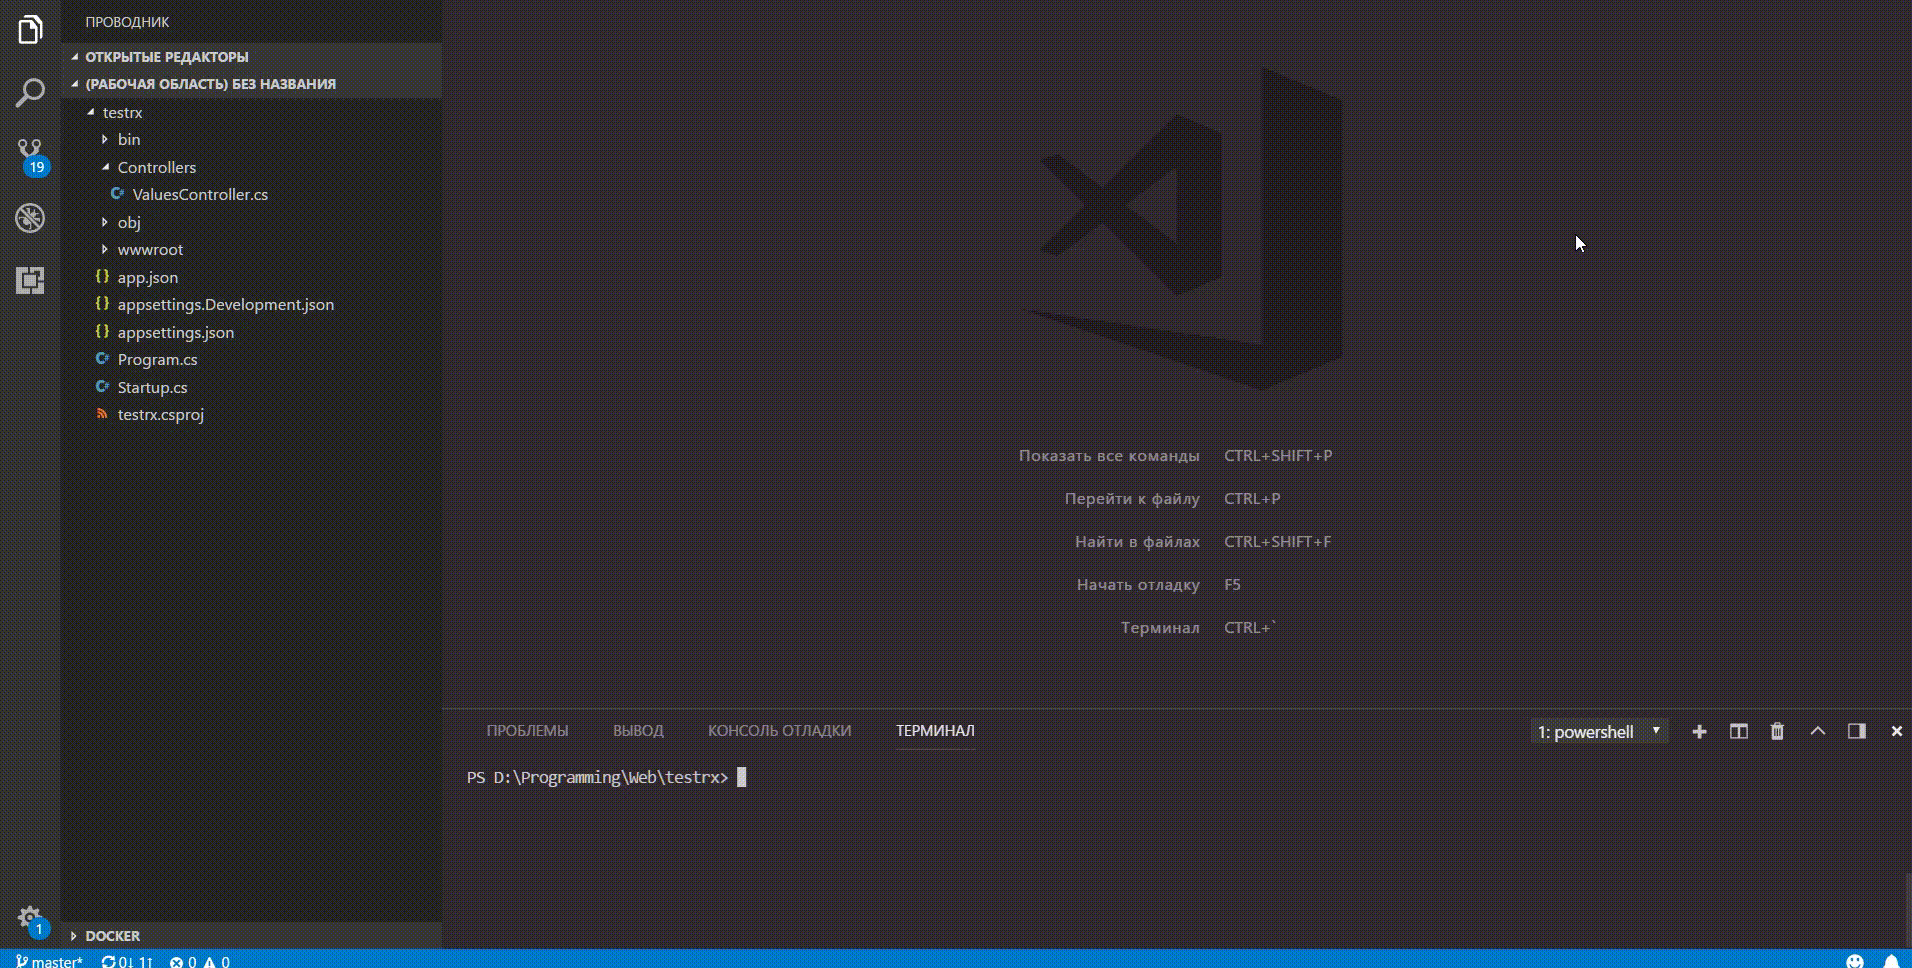 ПРОВОДНИК
ОТКРЫТЫЕ РЕДАКТОРЫ
(РАБОЧАЯ ОБЛАСТЬ) БЕЗ НАЗВАНИЯ
testrx
bin
Controllers
ValuesController.cs
obj
wwwroot
app.json
appsettings.Development.json
appsettings.json
Program.cs
Startup.cs
testrx.csproj
19
1
DOCKER
Показать все команды CTRL+SHIFT+P
Перейти к файлу CTRL+P
Найти в файлах CTRL+SHIFT+F
Начать отладку F5
Терминал CTRL+`
ПРОБЛЕМЫ ВЫВОД КОНСОЛЬ ОТЛАДКИ ТЕРМИНАЛ 1: powershell
PS D:\Programming\Web\testrx>
master* 0↓ 1↑ 0 0